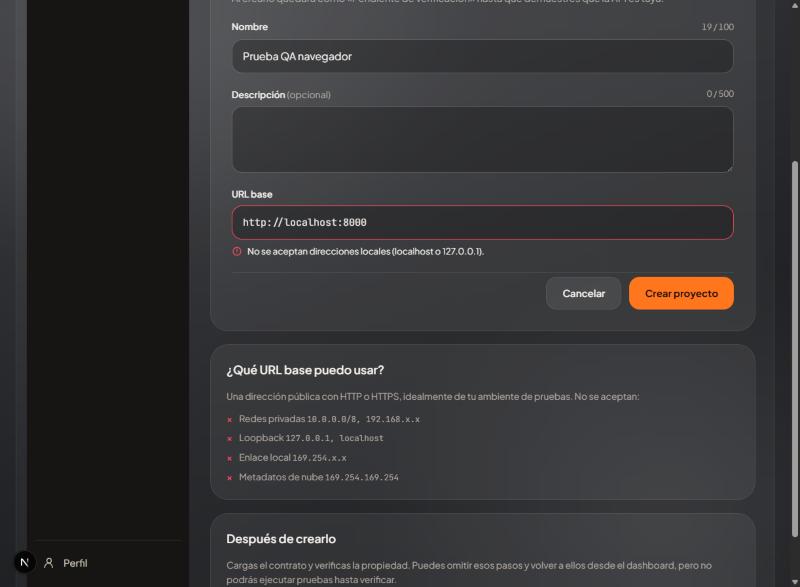 Nombre
19 / 100
Prueba QA navegador
Descripción (opcional)
0 / 500
URL base
http://localhost:8000
No se aceptan direcciones locales (localhost o 127.0.0.1).
Cancelar
Crear proyecto
¿Qué URL base puedo usar?
Una dirección pública con HTTP o HTTPS, idealmente de tu ambiente de pruebas. No se aceptan:
× Redes privadas 10.0.0.0/8, 192.168.x.x
× Loopback 127.0.0.1, localhost
× Enlace local 169.254.x.x
× Metadatos de nube 169.254.169.254
Después de crearlo
Cargas el contrato y verificas la propiedad. Puedes omitir esos pasos y volver a ellos desde el dashboard, pero no
podrás ejecutar pruebas hasta verificar.
N
Perfil